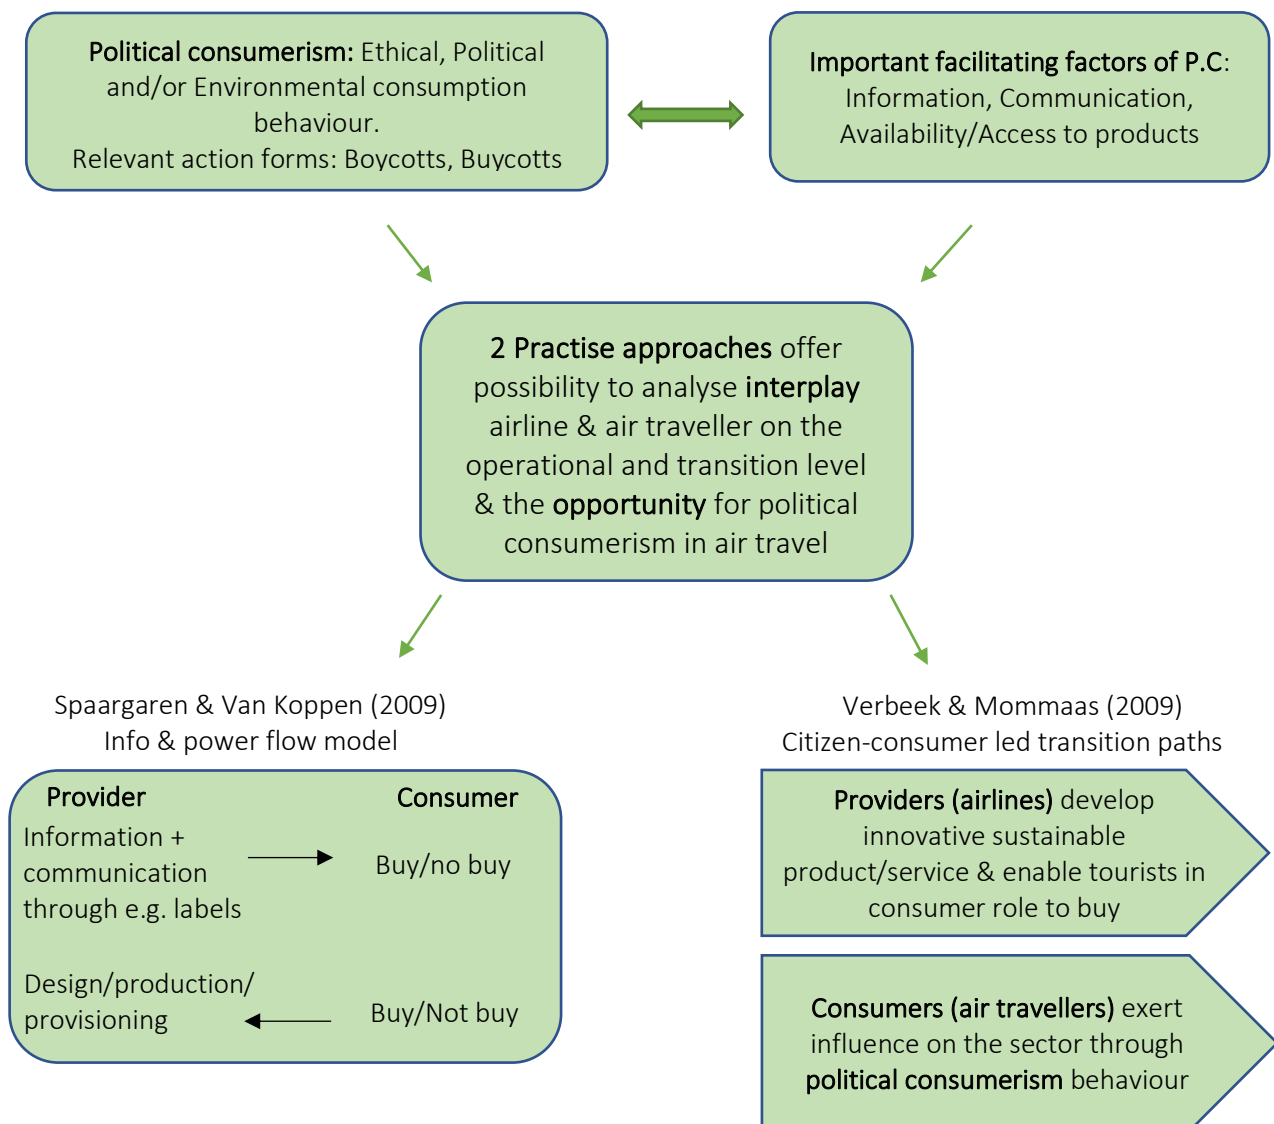 Political consumerism: Ethical, Political
and/or Environmental consumption
behaviour.
Relevant action forms: Boycotts, Buycotts
Important facilitating factors of P.C:
Information, Communication,
Availability/Access to products
2 Practise approaches offer
possibility to analyse interplay
airline & air traveller on the
operational and transition level
& the opportunity for political
consumerism in air travel
Spaargaren & Van Koppen (2009)
Info & power flow model
Provider
Consumer
Information +
communication
through e.g. labels
Buy/no buy
Design/production/
provisioning
Buy/Not buy
Verbeek & Mommaas (2009)
Citizen-consumer led transition paths
Providers (airlines) develop
innovative sustainable
product/service & enable tourists in
consumer role to buy
Consumers (air travellers) exert
influence on the sector through
political consumerism behaviour